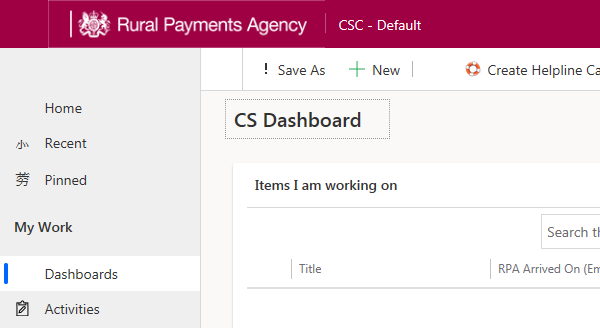 Rural Payments Agency CSC - Default
! Save As + New Create Helpline Ca
Home
CS Dashboard
小 Recent
Pinned
Items I am working on
My Work
Search th
Dashboards
Title RPA Arrived On (Em
Activities